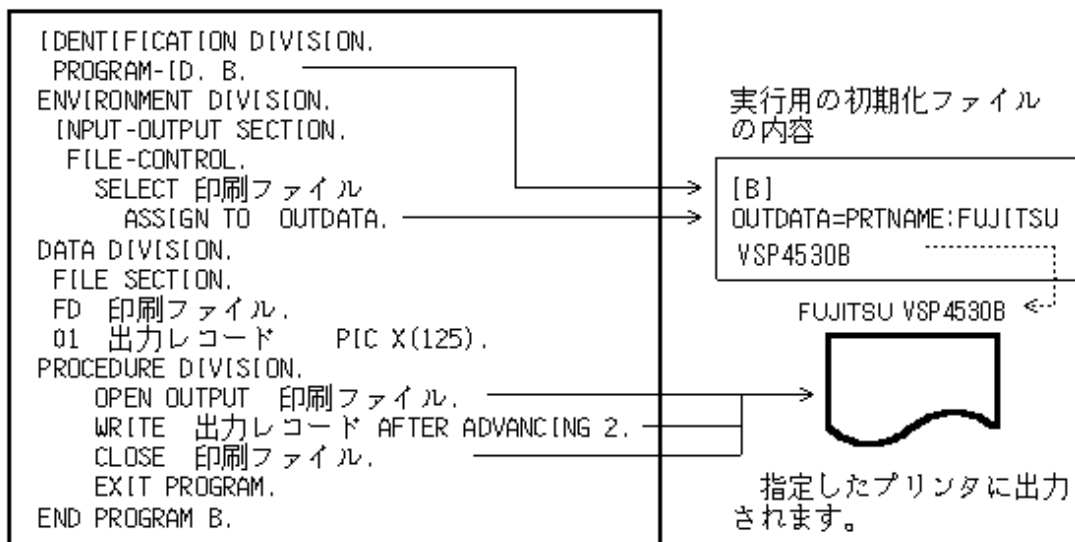 IDENTIFICATION DIVISION.
PROGRAM-ID. B.
ENVIRONMENT DIVISION.
INPUT-OUTPUT SECTION.
FILE-CONTROL.
SELECT 印刷ファイル
ASSIGN TO OUTDATA.
DATA DIVISION.
FILE SECTION.
FD 印刷ファイル.
01 出力レコード PIC X(125).
PROCEDURE DIVISION.
OPEN OUTPUT 印刷ファイル.
WRITE 出力レコード AFTER ADVANCING 2.
CLOSE 印刷ファイル.
EXIT PROGRAM.
END PROGRAM B.
実行用の初期化ファイル
の内容
[B]
OUTDATA=PRTNAME:FUJITSU
VSP4530B
FUJITSU VSP4530B
指定したプリンタに出力
されます。